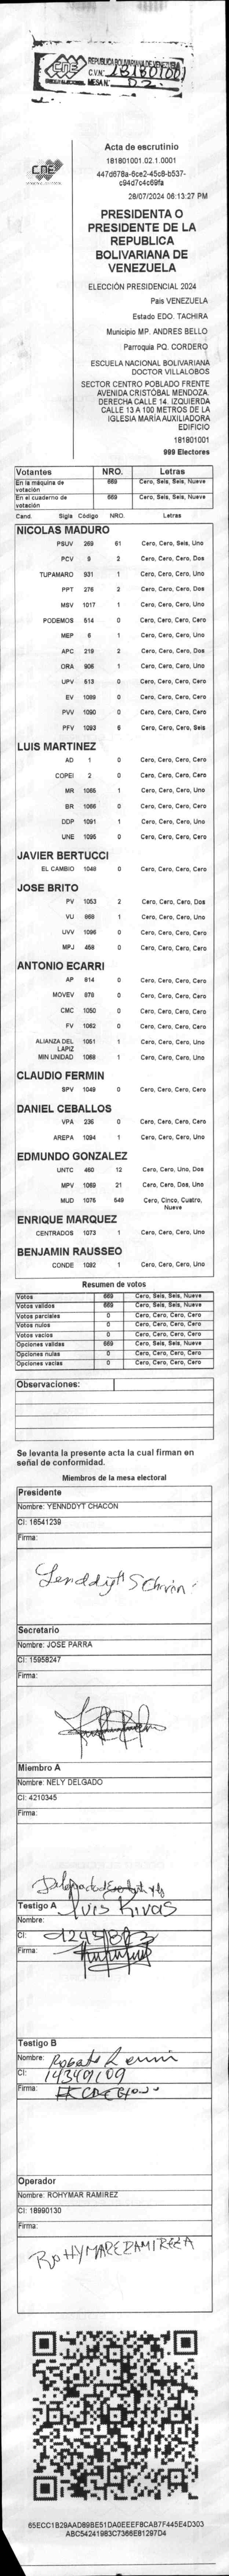 CNE
REPUBLICA BOLIVARIANA DE VENEZUELA
C.V.N°: 181801001
MESA N°: 02
CNE
Acta de escrutinio
181801001.02.1.0001
447d678a-6ce2-45c8-b537-
c94d7c4c69fa
28/07/2024 06:13:27 PM
PRESIDENTA O
PRESIDENTE DE LA
REPUBLICA
BOLIVARIANA DE
VENEZUELA
ELECCIÓN PRESIDENCIAL 2024
Pais VENEZUELA
Estado EDO. TACHIRA
Municipio MP. ANDRES BELLO
Parroquia PQ. CORDERO
ESCUELA NACIONAL BOLIVARIANA
DOCTOR VILLALOBOS
SECTOR CENTRO POBLADO FRENTE
AVENIDA CRISTÓBAL MENDOZA.
DERECHA CALLE 14. IZQUIERDA
CALLE 13 A 100 METROS DE LA
IGLESIA MARÍA AUXILIADORA
EDIFICIO
181801001
999 Electores
Votantes NRO. Letras
En la máquina de votación 669 Cero, Seis, Seis, Nueve
En el cuaderno de votación 669 Cero, Seis, Seis, Nueve
Cand. Sigla Código NRO. Letras
NICOLAS MADURO
PSUV 269 61 Cero, Cero, Seis, Uno
PCV 9 2 Cero, Cero, Cero, Dos
TUPAMARO 931 1 Cero, Cero, Cero, Uno
PPT 276 2 Cero, Cero, Cero, Dos
MSV 1017 1 Cero, Cero, Cero, Uno
PODEMOS 514 0 Cero, Cero, Cero, Cero
MEP 6 1 Cero, Cero, Cero, Uno
APC 219 2 Cero, Cero, Cero, Dos
ORA 906 1 Cero, Cero, Cero, Uno
UPV 513 0 Cero, Cero, Cero, Cero
EV 1089 0 Cero, Cero, Cero, Cero
PVV 1090 0 Cero, Cero, Cero, Cero
PFV 1093 6 Cero, Cero, Cero, Seis
LUIS MARTINEZ
AD 1 0 Cero, Cero, Cero, Cero
COPEI 2 0 Cero, Cero, Cero, Cero
MR 1065 1 Cero, Cero, Cero, Uno
BR 1066 0 Cero, Cero, Cero, Cero
DDP 1091 1 Cero, Cero, Cero, Uno
UNE 1095 0 Cero, Cero, Cero, Cero
JAVIER BERTUCCI
EL CAMBIO 1048 0 Cero, Cero, Cero, Cero
JOSE BRITO
PV 1053 2 Cero, Cero, Cero, Dos
VU 868 1 Cero, Cero, Cero, Uno
UVV 1096 0 Cero, Cero, Cero, Cero
MPJ 458 0 Cero, Cero, Cero, Cero
ANTONIO ECARRI
AP 814 0 Cero, Cero, Cero, Cero
MOVEV 878 0 Cero, Cero, Cero, Cero
CMC 1050 0 Cero, Cero, Cero, Cero
FV 1062 0 Cero, Cero, Cero, Cero
ALIANZA DEL LAPIZ 1051 1 Cero, Cero, Cero, Uno
MIN UNIDAD 1068 1 Cero, Cero, Cero, Uno
CLAUDIO FERMIN
SPV 1049 0 Cero, Cero, Cero, Cero
DANIEL CEBALLOS
VPA 236 0 Cero, Cero, Cero, Cero
AREPA 1094 1 Cero, Cero, Cero, Uno
EDMUNDO GONZALEZ
UNTC 460 12 Cero, Cero, Uno, Dos
MPV 1069 21 Cero, Cero, Dos, Uno
MUD 1075 549 Cero, Cinco, Cuatro, Nueve
ENRIQUE MARQUEZ
CENTRADOS 1073 1 Cero, Cero, Cero, Uno
BENJAMIN RAUSSEO
CONDE 1082 1 Cero, Cero, Cero, Uno
Resumen de votos
Votos 669 Cero, Seis, Seis, Nueve
Votos validos 669 Cero, Seis, Seis, Nueve
Votos parciales 0 Cero, Cero, Cero, Cero
Votos nulos 0 Cero, Cero, Cero, Cero
Votos vacios 0 Cero, Cero, Cero, Cero
Opciones validas 669 Cero, Seis, Seis, Nueve
Opciones nulas 0 Cero, Cero, Cero, Cero
Opciones vacias 0 Cero, Cero, Cero, Cero
Observaciones:
Se levanta la presente acta la cual firman en
señal de conformidad.
Miembros de la mesa electoral
Presidente
Nombre: YENNDDYT CHACON
CI: 16541239
Firma:
Secretario
Nombre: JOSE PARRA
CI: 15958247
Firma:
Miembro A
Nombre: NELY DELGADO
CI: 4210345
Firma:
Testigo A
Nombre: Luis Rivas
CI:
Firma:
Testigo B
Nombre:
CI: 14349109
Firma:
Operador
Nombre: ROHYMAR RAMIREZ
CI: 18990130
Firma:
65ECC1B29AAD89BE51DA0EEEF8CAB7F445E4D303
ABC54241983C7366E81297D4